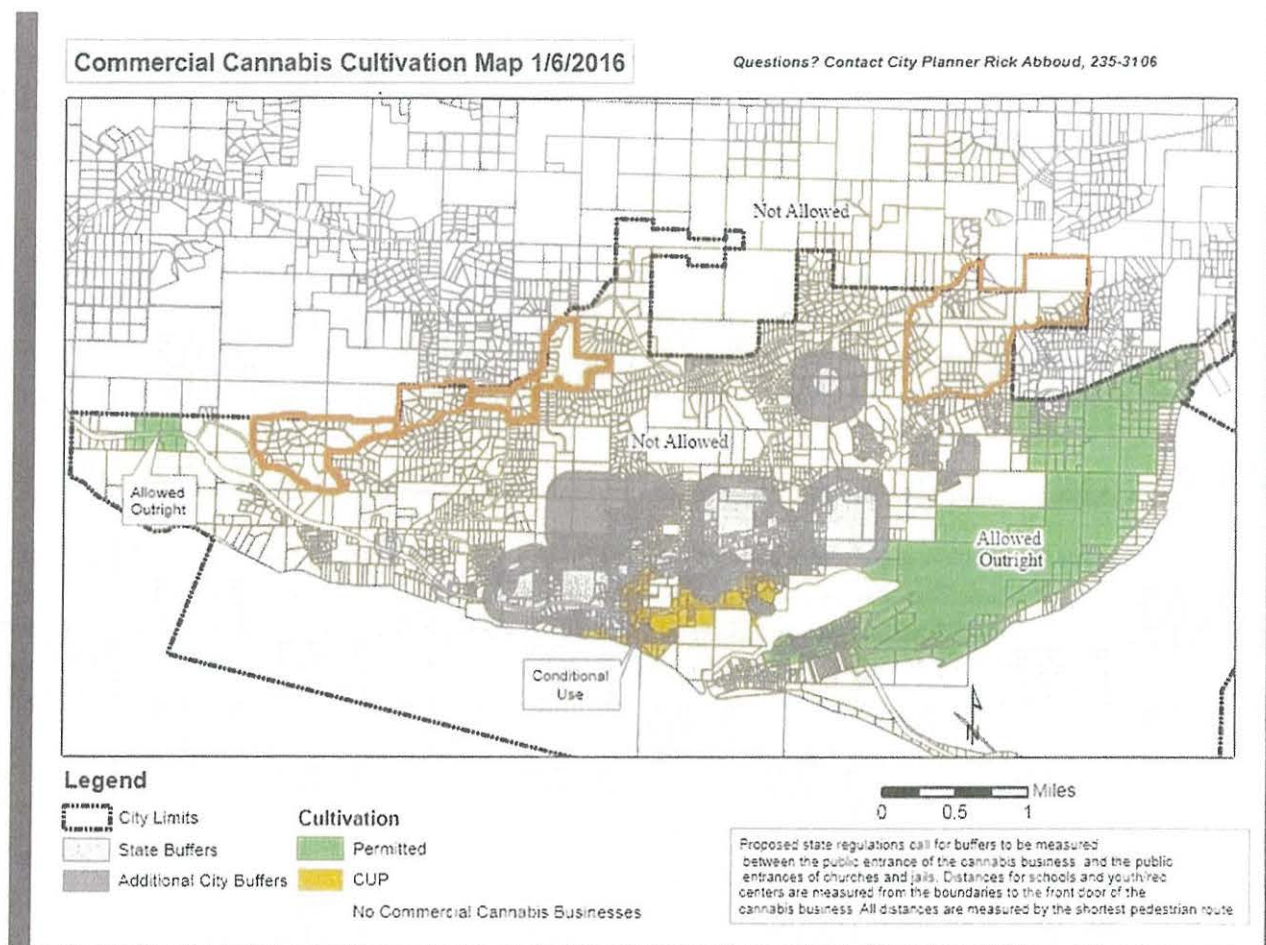 Commercial Cannabis Cultivation Map 1/6/2016
Questions? Contact City Planner Rick Abboud, 235-3106
Not Allowed
Not Allowed
Allowed
Outright
Allowed
Outright
Conditional
Use
N
Legend
City Limits
State Buffers
Additional City Buffers
Cultivation
Permitted
CUP
No Commercial Cannabis Businesses
Miles
0 0.5 1
Proposed state regulations call for buffers to be measured
between the public entrance of the cannabis business and the public
entrances of churches and jails. Distances for schools and youth/rec
centers are measured from the boundaries to the front door of the
cannabis business All distances are measured by the shortest pedestrian route